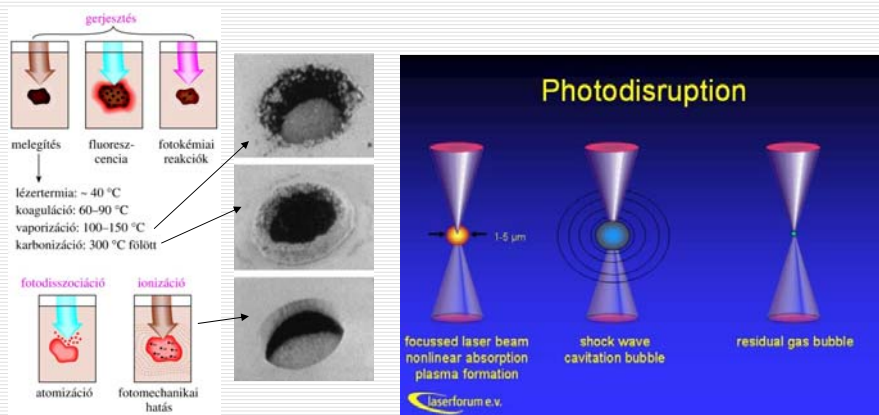 gerjesztés
melegítés
fluoresz-
cencia
fotokémiai
reakciók
lézertermia: ~ 40 °C
koaguláció: 60–90 °C
vaporizáció: 100–150 °C
karbonizáció: 300 °C fölött
fotodisszociáció
ionizáció
atomizáció
fotomechanikai
hatás
Photodisruption
1-5 µm
focussed laser beam
nonlinear absorption
plasma formation
shock wave
cavitation bubble
residual gas bubble
laserforum e.v.